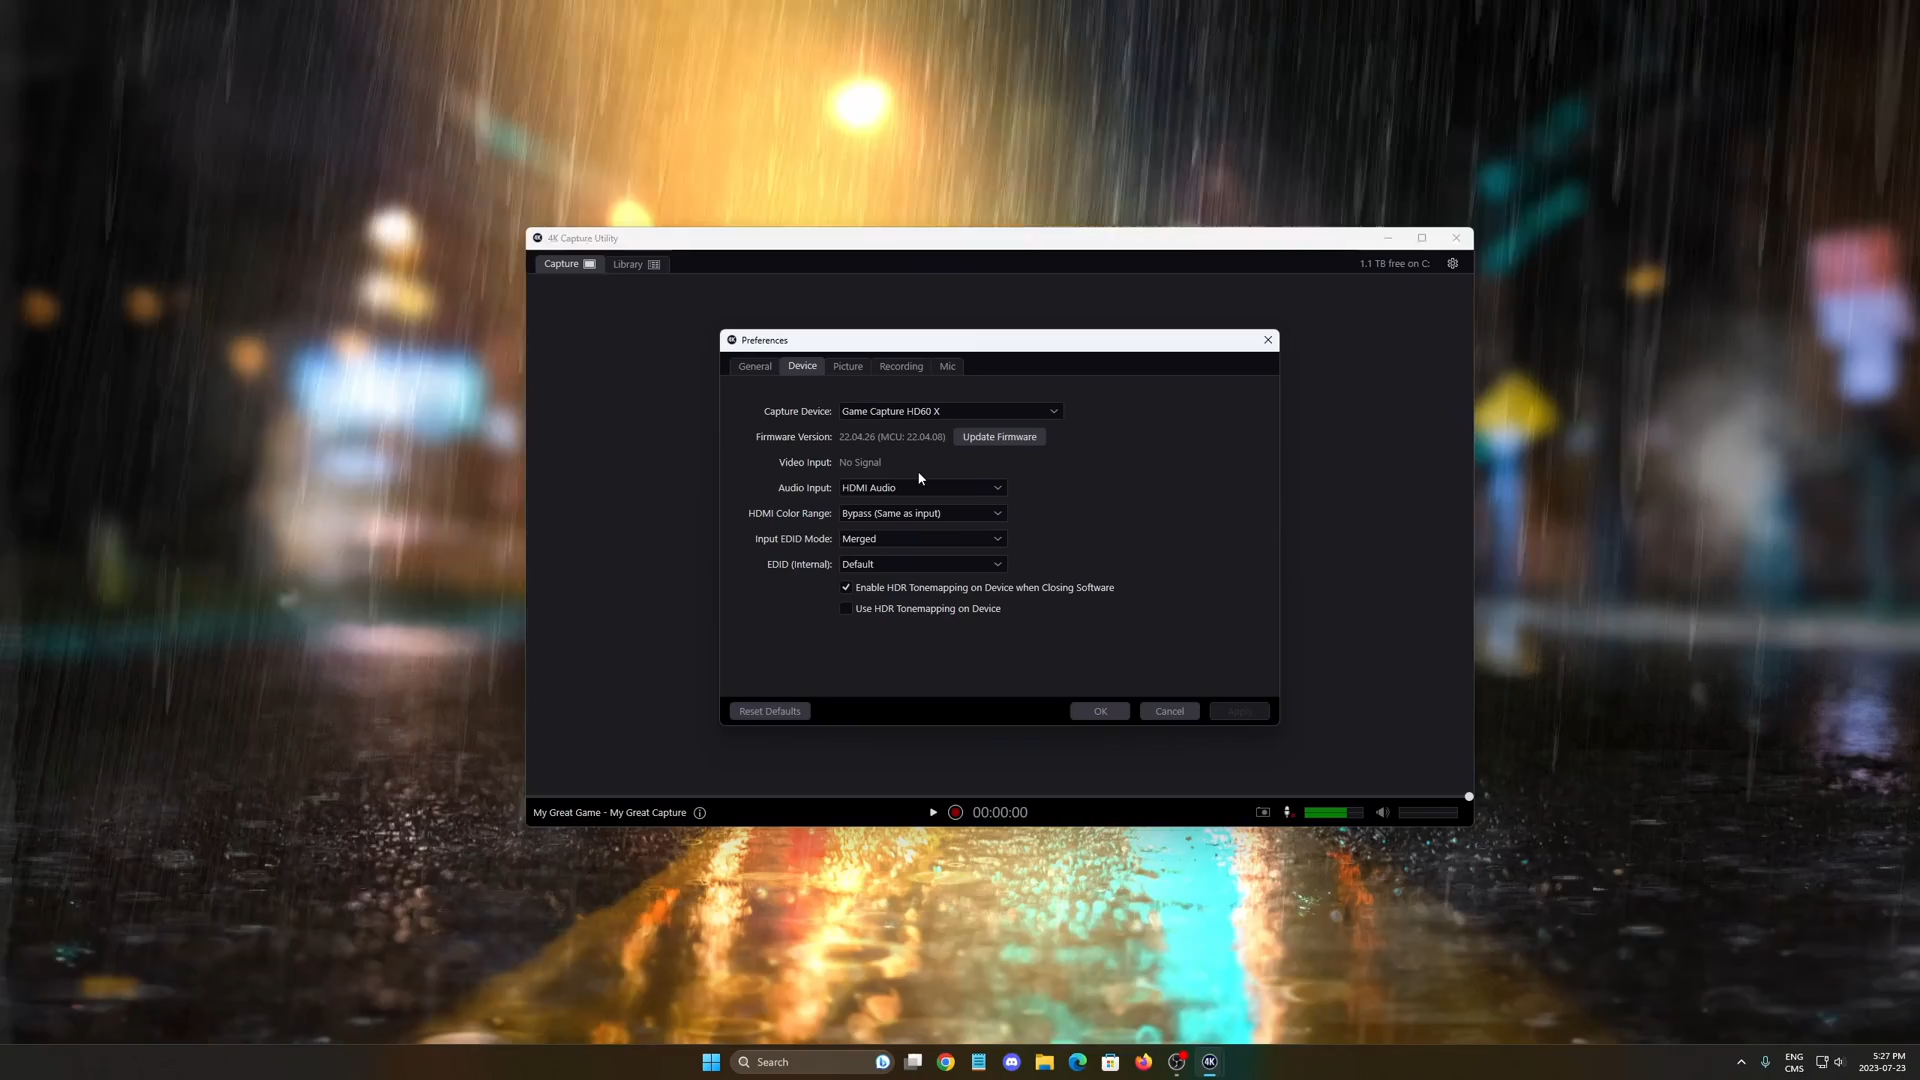 4K Capture Utility
Capture
Library
1.1 TB free on C:
Preferences
General
Device
Picture
Recording
Mic
Capture Device: Game Capture HD60 X
Firmware Version: 22.04.26 (MCU: 22.04.08) Update Firmware
Video Input: No Signal
Audio Input: HDMI Audio
HDMI Color Range: Bypass (Same as input)
Input EDID Mode: Merged
EDID (Internal): Default
Enable HDR Tonemapping on Device when Closing Software
Use HDR Tonemapping on Device
Reset Defaults
OK
Cancel
Apply
My Great Game - My Great Capture
00:00:00
Search
4K
ENG
CMS
5:27 PM
2023-07-23